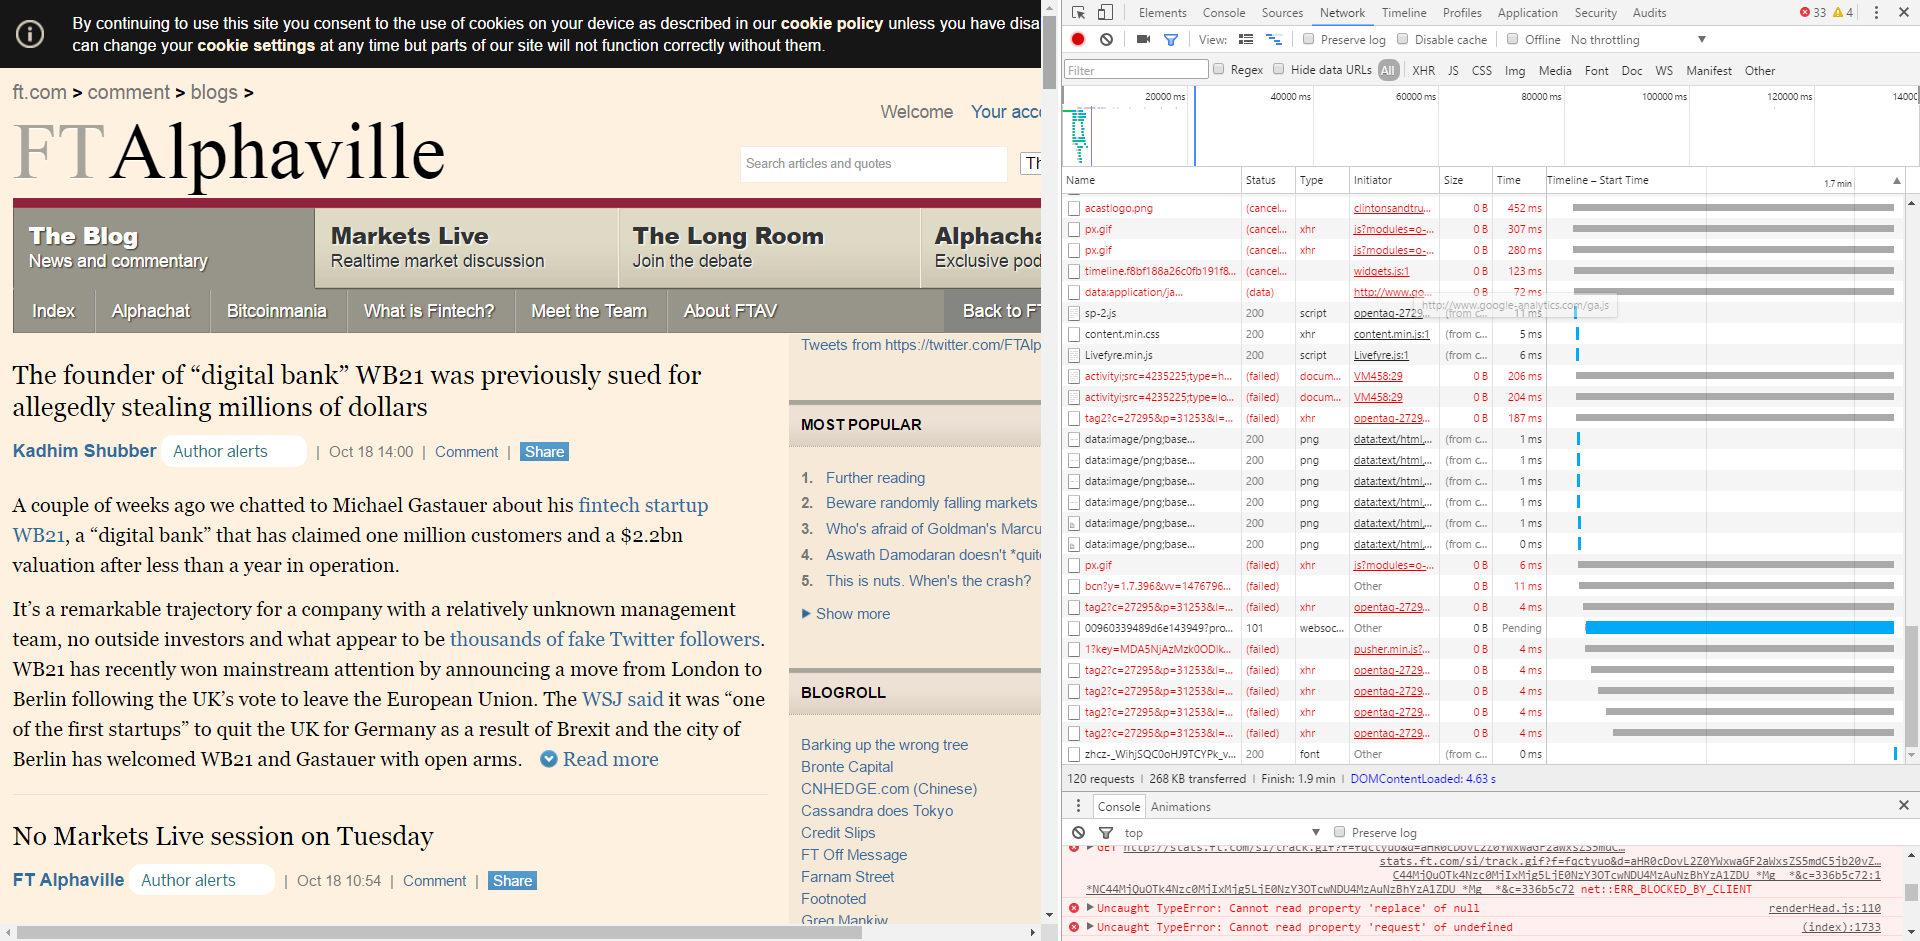 By continuing to use this site you consent to the use of cookies on your device as described in our cookie policy unless you have disa
can change your cookie settings at any time but parts of our site will not function correctly without them.
ft.com > comment > blogs >
Welcome Your acc
FT Alphaville
Search articles and quotes
Th
The Blog
News and commentary
Markets Live
Realtime market discussion
The Long Room
Join the debate
Alphacha
Exclusive pod
Index Alphachat Bitcoinmania What is Fintech? Meet the Team About FTAV Back to FT
The founder of “digital bank” WB21 was previously sued for
allegedly stealing millions of dollars
Kadhim Shubber Author alerts | Oct 18 14:00 | Comment | Share
A couple of weeks ago we chatted to Michael Gastauer about his fintech startup
WB21, a “digital bank” that has claimed one million customers and a $2.2bn
valuation after less than a year in operation.
It’s a remarkable trajectory for a company with a relatively unknown management
team, no outside investors and what appear to be thousands of fake Twitter followers.
WB21 has recently won mainstream attention by announcing a move from London to
Berlin following the UK’s vote to leave the European Union. The WSJ said it was “one
of the first startups” to quit the UK for Germany as a result of Brexit and the city of
Berlin has welcomed WB21 and Gastauer with open arms. Read more
No Markets Live session on Tuesday
FT Alphaville Author alerts | Oct 18 10:54 | Comment | Share
Tweets from https://twitter.com/FTAlp
MOST POPULAR
1. Further reading
2. Beware randomly falling markets
3. Who's afraid of Goldman's Marcu
4. Aswath Damodaran doesn't *quit
5. This is nuts. When's the crash?
Show more
BLOGROLL
Barking up the wrong tree
Bronte Capital
CNHEDGE.com (Chinese)
Cassandra does Tokyo
Credit Slips
FT Off Message
Farnam Street
Footnoted
Greg Mankiw
Elements Console Sources Network Timeline Profiles Application Security Audits 33 4
View: Preserve log Disable cache Offline No throttling
Filter Regex Hide data URLs All XHR JS CSS Img Media Font Doc WS Manifest Other
20000 ms 40000 ms 60000 ms 80000 ms 100000 ms 120000 ms 14000
Name Status Type Initiator Size Time Timeline – Start Time 1.7 min
acastlogo.png (cancel... clintonsandtru... 0 B 452 ms
px.gif (cancel... xhr js?modules=o-... 0 B 307 ms
px.gif (cancel... xhr js?modules=o-... 0 B 280 ms
timeline.f8bf188a26c0fb191f8... (cancel... widgets.js:1 0 B 123 ms
data:application/ja... (data) http://www.go... 0 B 72 ms
http://www.google-analytics.com/ga.js
sp-2.js 200 script opentag-2729... (from c... 11 ms
content.min.css 200 xhr content.min.js:1 (from c... 5 ms
Livefyre.min.js 200 script Livefyre.js:1 (from c... 6 ms
activityi;src=4235225;type=h... (failed) docum... VM458:29 0 B 206 ms
activityi;src=4235225;type=lo... (failed) docum... VM458:29 0 B 204 ms
tag2?c=27295&p=31253&l=... (failed) xhr opentag-2729... 0 B 187 ms
data:image/png;base... 200 png data:text/html,... (from c... 1 ms
data:image/png;base... 200 png data:text/html,... (from c... 1 ms
data:image/png;base... 200 png data:text/html,... (from c... 1 ms
data:image/png;base... 200 png data:text/html,... (from c... 1 ms
data:image/png;base... 200 png data:text/html,... (from c... 1 ms
data:image/png;base... 200 png data:text/html,... (from c... 0 ms
px.gif (failed) xhr js?modules=o-... 0 B 6 ms
bcn?y=1.7.396&vv=1476796... (failed) Other 0 B 11 ms
tag2?c=27295&p=31253&l=... (failed) xhr opentag-2729... 0 B 4 ms
00960339489d6e143949?pro... 101 websoc... Other 0 B Pending
1?key=MDA5NjAzMzk0ODlk... (failed) pusher.min.js?... 0 B 4 ms
tag2?c=27295&p=31253&l=... (failed) xhr opentag-2729... 0 B 4 ms
tag2?c=27295&p=31253&l=... (failed) xhr opentag-2729... 0 B 4 ms
tag2?c=27295&p=31253&l=... (failed) xhr opentag-2729... 0 B 4 ms
tag2?c=27295&p=31253&l=... (failed) xhr opentag-2729... 0 B 4 ms
zhcz-_WihjSQC0oHJ9TCYPk_v... 200 font Other (from c... 0 ms
120 requests | 268 KB transferred | Finish: 1.9 min | DOMContentLoaded: 4.63 s
Console Animations
top Preserve log
*&c=336b5c72 net::ERR_BLOCKED_BY_CLIENT
Uncaught TypeError: Cannot read property 'replace' of null renderHead.js:110
Uncaught TypeError: Cannot read property 'request' of undefined (index):1733